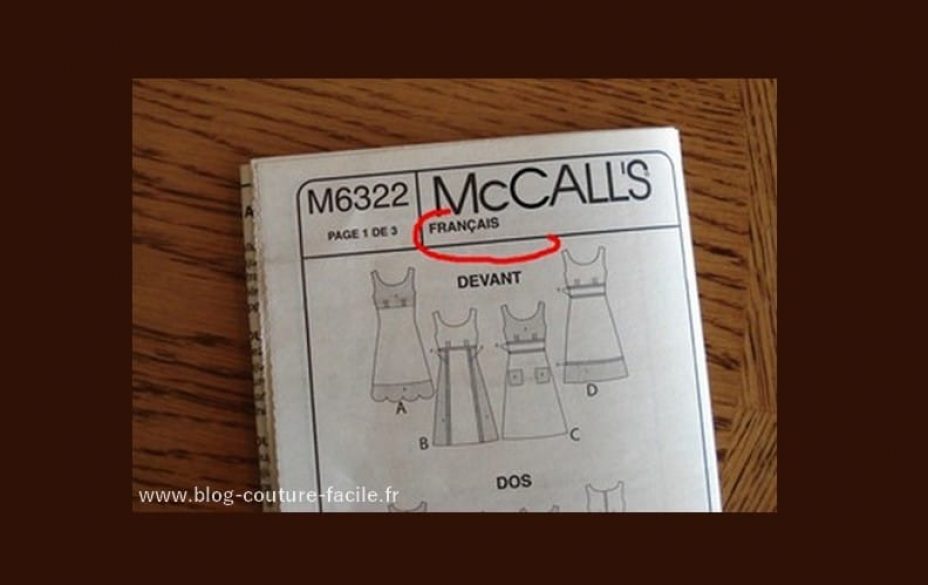 M6322
McCALL'S
PAGE 1 DE 3
FRANÇAIS
DEVANT
A
B
C
D
DOS
www.blog-couture-facile.fr